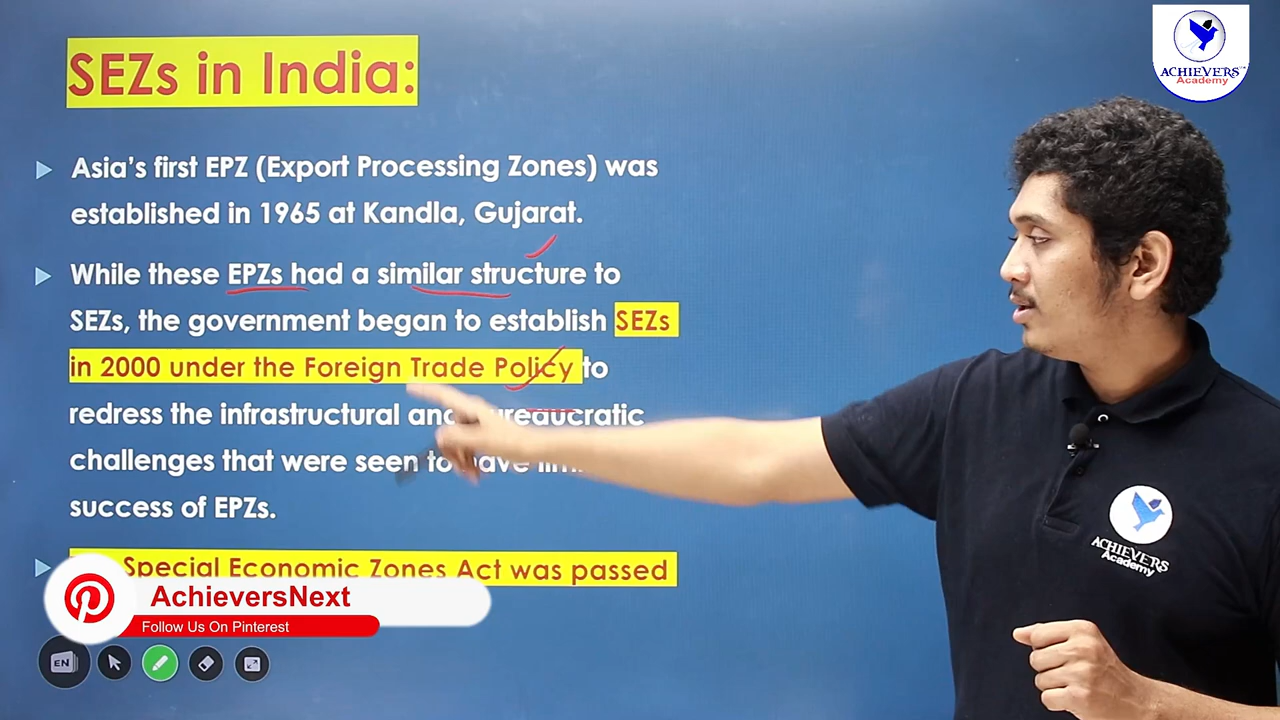 SEZs in India:
ACHIEVERS
Academy
Asia's first EPZ (Export Processing Zones) was
established in 1965 at Kandla, Gujarat.
While these EPZs had a similar structure to
SEZs, the government began to establish SEZs
in 2000 under the Foreign Trade Policy to
redress the infrastructural and bureaucratic
challenges that were seen to have
success of EPZs.
Special Economic Zones Act was passed
AchieversNext
Follow Us On Pinterest
EN
ACHIEVERS
Academy